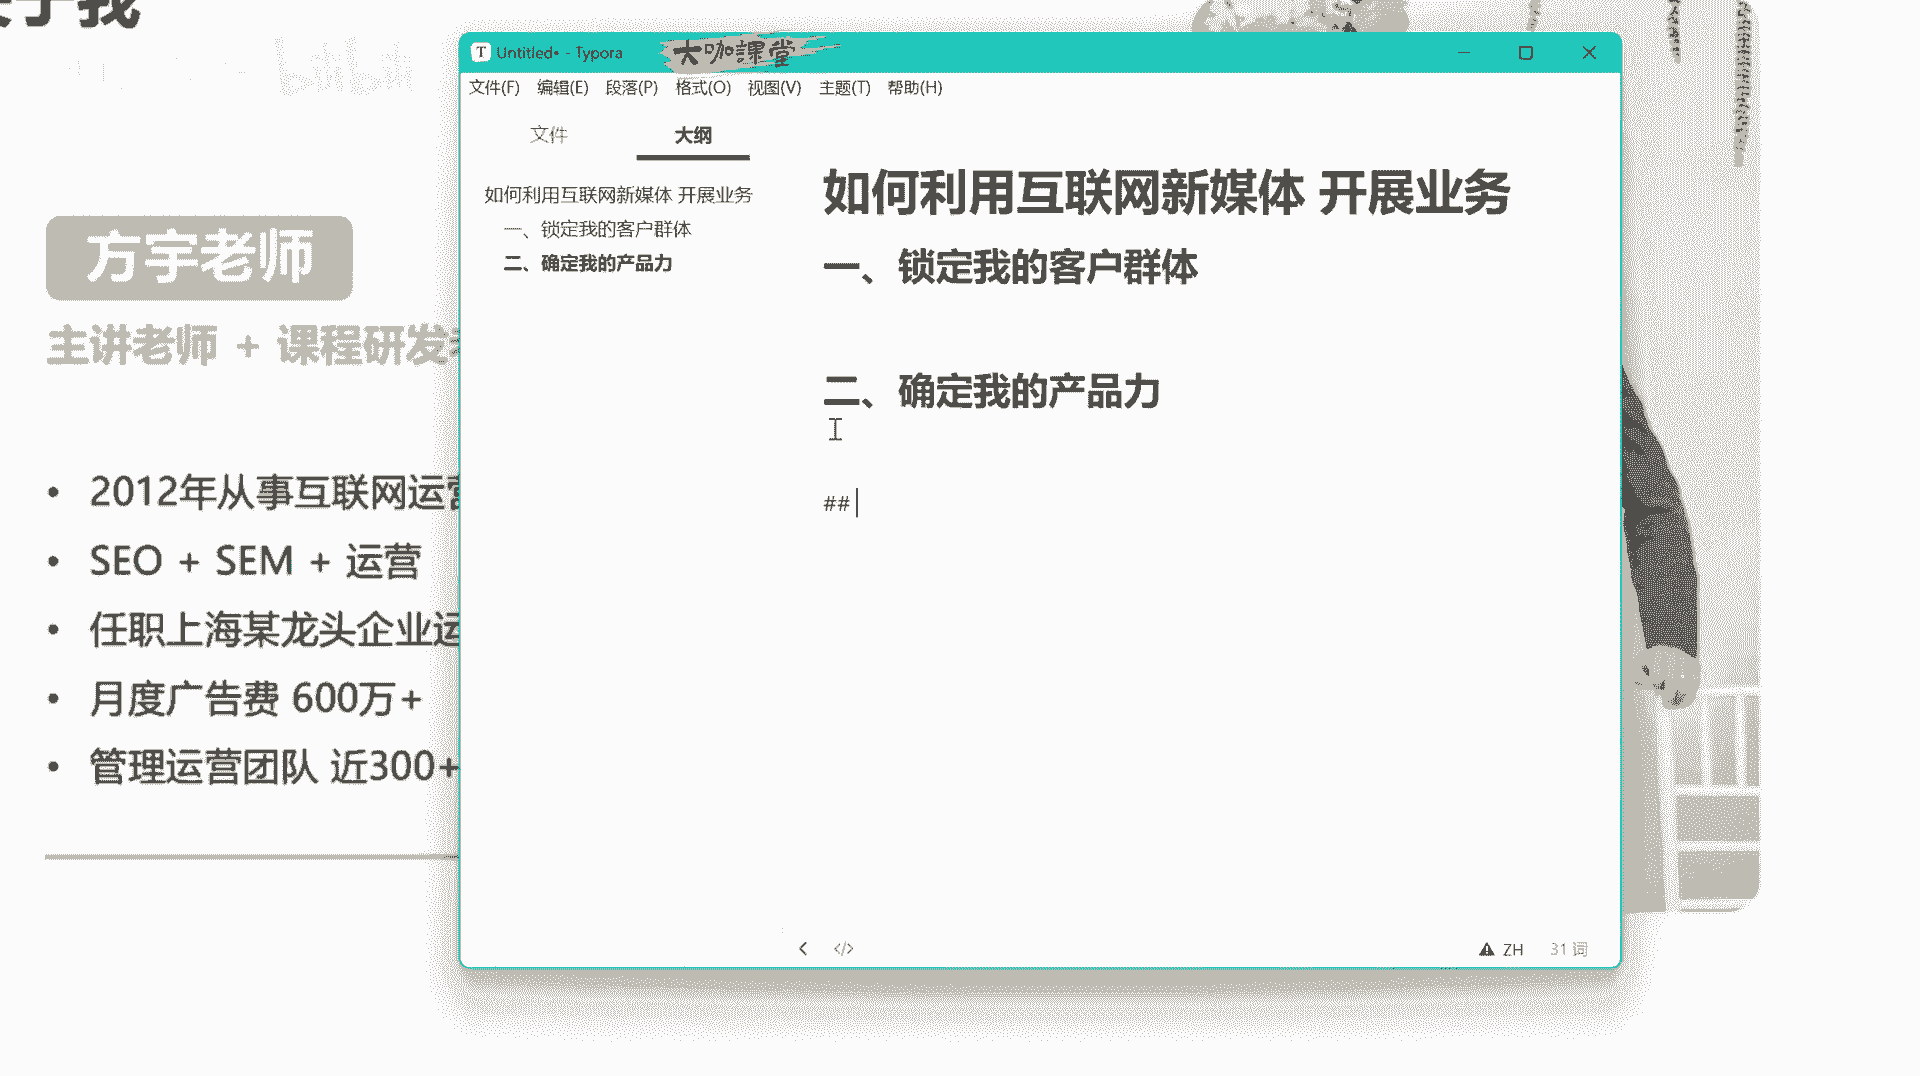 关于我
bilibili
方宇老师
主讲老师 + 课程研发
2012年从事互联网运营
SEO + SEM + 运营
任职上海某龙头企业运
月度广告费 600万+
管理运营团队 近300+
Untitled• - Typora
大咖課堂
文件(F) 编辑(E) 段落(P) 格式(O) 视图(V) 主题(T) 帮助(H)
文件 大纲
如何利用互联网新媒体 开展业务
一、锁定我的客户群体
二、确定我的产品力
如何利用互联网新媒体 开展业务
一、锁定我的客户群体
二、确定我的产品力
##
</> ZH 31 词